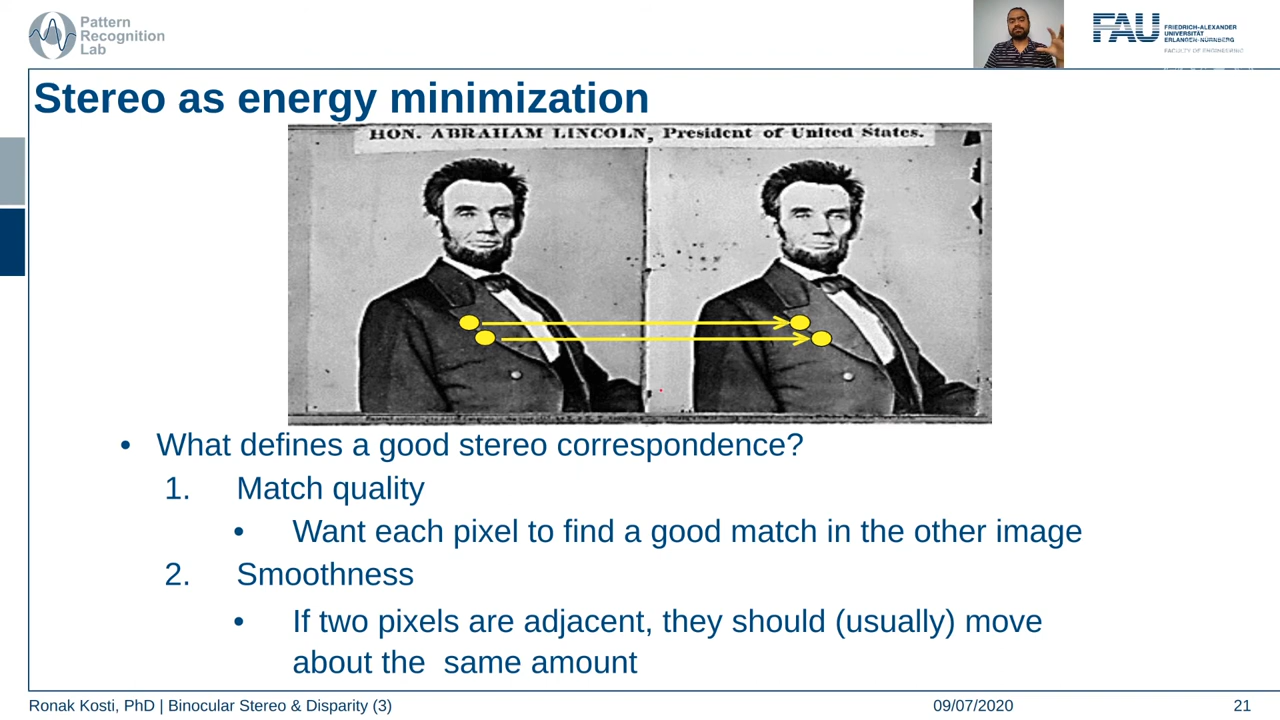 Pattern
Recognition
Lab
FAU
FRIEDRICH-ALEXANDER
UNIVERSITÄT
ERLANGEN-NÜRNBERG
FACULTY OF ENGINEERING
Stereo as energy minimization
HON. ABRAHAM LINCOLN, President of United States.
• What defines a good stereo correspondence?
1. Match quality
• Want each pixel to find a good match in the other image
2. Smoothness
• If two pixels are adjacent, they should (usually) move
about the same amount
Ronak Kosti, PhD | Binocular Stereo & Disparity (3)
09/07/2020
21